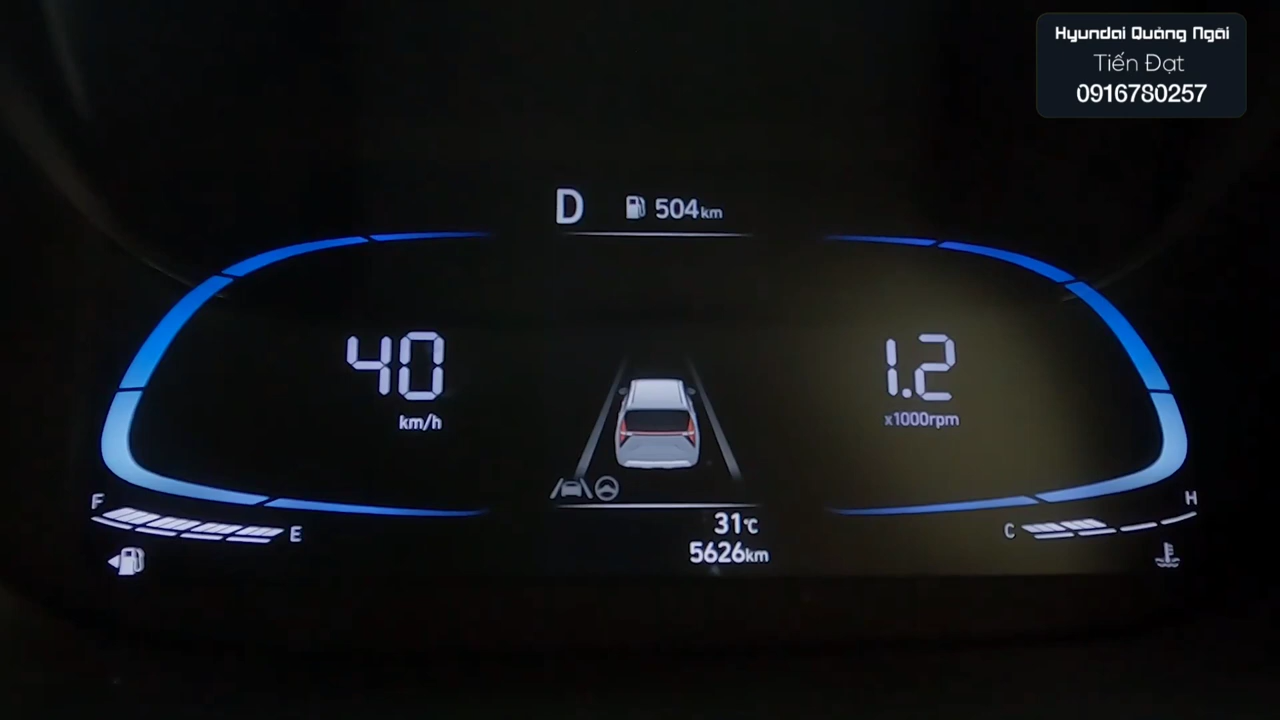 Hyundai Quảng Ngãi
Tiến Đạt
0916780257
D
504km
40
km/h
1.2
x1000rpm
F
E
C
H
31°C
5626km